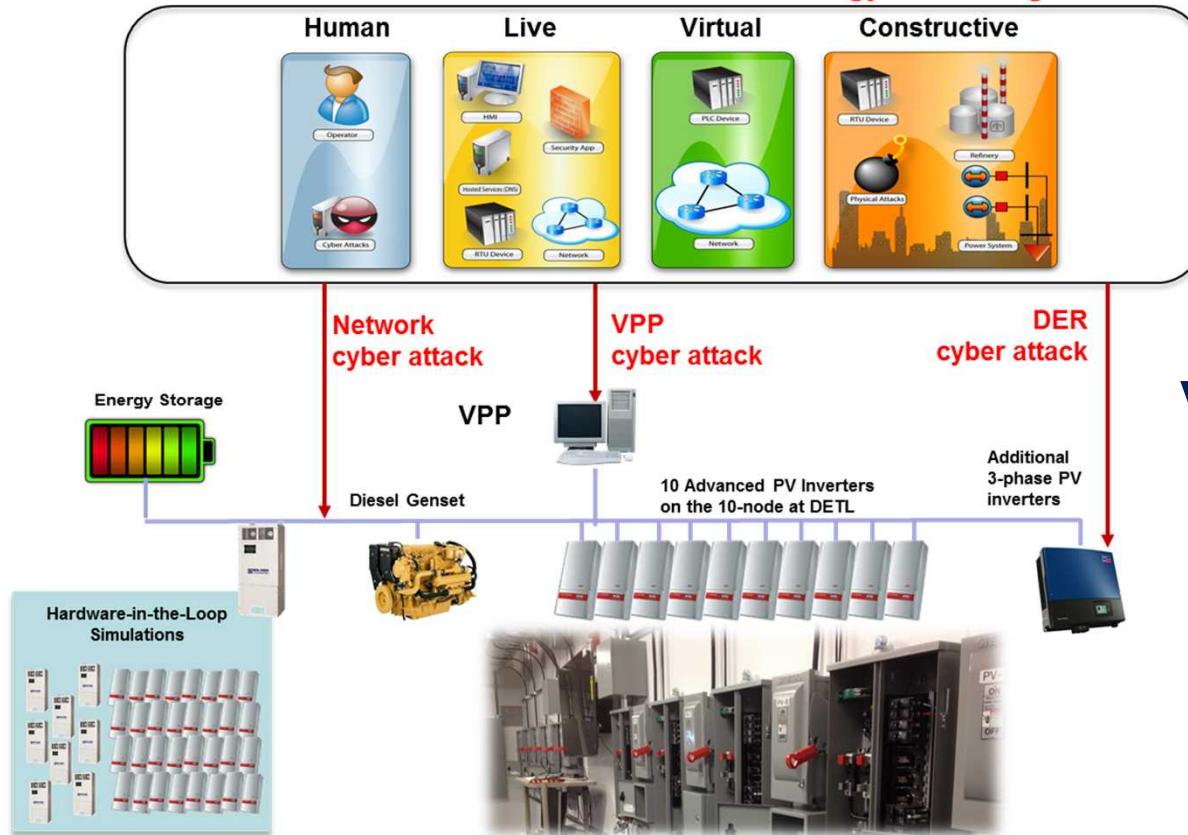 Human
Live
Virtual
Constructive
Operator
Cyber Attacks
HMI
Security App
Hosted Services (DNS)
RTU Device
Network
PLC Device
Network
RTU Device
Refinery
Physical Attacks
Power System
Network
cyber attack
VPP
cyber attack
DER
cyber attack
Energy Storage
VPP
Diesel Genset
10 Advanced PV Inverters
on the 10-node at DETL
Additional
3-phase PV
inverters
Hardware-in-the-Loop
Simulations
PV-
ON
OFF